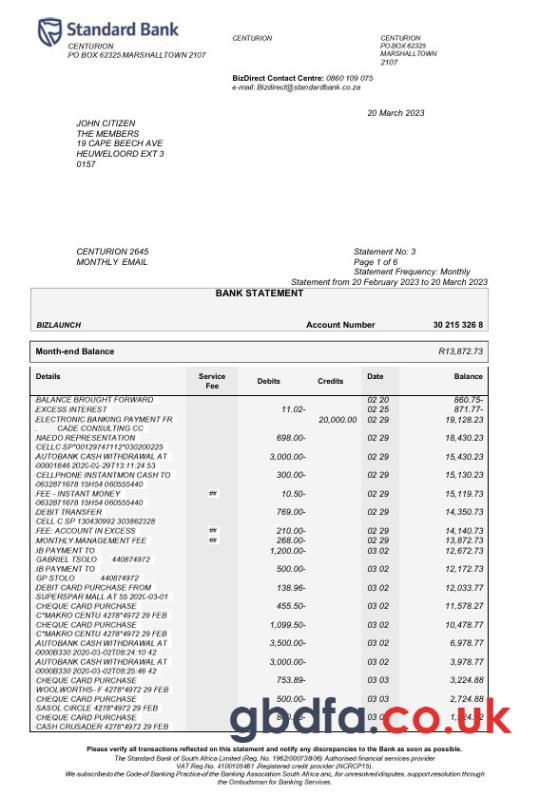 Standard Bank
CENTURION
PO BOX 62325 MARSHALLTOWN 2107
CENTURION
CENTURION
PO BOX 62325
MARSHALLTOWN
2107
BizDirect Contact Centre: 0860 109 075
e-mail: Bizdirect@standardbank.co.za
20 March 2023
JOHN CITIZEN
THE MEMBERS
19 CAPE BEECH AVE
HEUWELOORD EXT 3
0157
CENTURION 2645
MONTHLY EMAIL
Statement No: 3
Page 1 of 6
Statement Frequency: Monthly
Statement from 20 February 2023 to 20 March 2023
BANK STATEMENT
BIZLAUNCH Account Number 30 215 326 8
Month-end Balance R13,872.73
Details Service Fee Debits Credits Date Balance
BALANCE BROUGHT FORWARD 02 20 860.75-
EXCESS INTEREST 11.02- 02 25 871.77-
ELECTRONIC BANKING PAYMENT FR 20,000.00 02 29 19,128.23
. CADE CONSULTING CC
NAEDO REPRESENTATION 698.00- 02 29 18,430.23
CELLC SP*00129747112*030200225
AUTOBANK CASH WITHDRAWAL AT 3,000.00- 02 29 15,430.23
00001846 2020-02-29T13:11:24 53
CELLPHONE INSTANTMON CASH TO 300.00- 02 29 15,130.23
0632871678 15H54 060555440
FEE - INSTANT MONEY ## 10.50- 02 29 15,119.73
0632871678 15H54 060555440
DEBIT TRANSFER 769.00- 02 29 14,350.73
CELL C SP 130430992 303862328
FEE: ACCOUNT IN EXCESS ## 210.00- 02 29 14,140.73
MONTHLY MANAGEMENT FEE ## 268.00- 02 29 13,872.73
IB PAYMENT TO 1,200.00- 03 02 12,672.73
GABRIEL TSOLO 440874972
IB PAYMENT TO 500.00- 03 02 12,172.73
GP STOLO 440874972
DEBIT CARD PURCHASE FROM 138.96- 03 02 12,033.77
SUPERSPAR MALL AT 55 2020-03-01
CHEQUE CARD PURCHASE 455.50- 03 02 11,578.27
C*MAKRO CENTU 4278*4972 29 FEB
CHEQUE CARD PURCHASE 1,099.50- 03 02 10,478.77
C*MAKRO CENTU 4278*4972 29 FEB
AUTOBANK CASH WITHDRAWAL AT 3,500.00- 03 02 6,978.77
0000B330 2020-03-02T08:24:10 42
AUTOBANK CASH WITHDRAWAL AT 3,000.00- 03 02 3,978.77
0000B330 2020-03-02T08:25:46 42
CHEQUE CARD PURCHASE 753.89- 03 03 3,224.88
WOOLWORTHS- F 4278*4972 29 FEB
CHEQUE CARD PURCHASE 500.00- 03 03 2,724.88
SASOL CIRCLE 4278*4972 29 FEB
CHEQUE CARD PURCHASE
CASH CRUSADER 4278*4972 29 FEB
gbdfa.co.uk
Please verify all transactions reflected on this statement and notify any discrepancies to the Bank as soon as possible.
The Standard Bank of South Africa Limited (Reg. No. 1962/000738/06) Authorised financial services provider
VAT Reg.No. 4100105461 Registered credit provider (NCRCP15).
We subscribe to the Code of Banking Practice of the Banking Association South Africa and, for unresolved disputes, support resolution through
the Ombudsman for Banking Services.